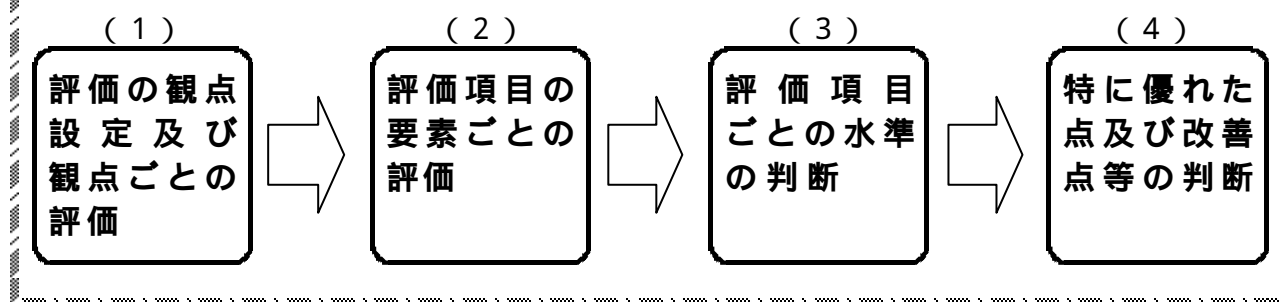 （１）
評価の観点
設定及び
観点ごとの
評価
（２）
評価項目の
要素ごとの
評価
（３）
評価項目
ごとの水準
の判断
（４）
特に優れた
点及び改善
点等の判断